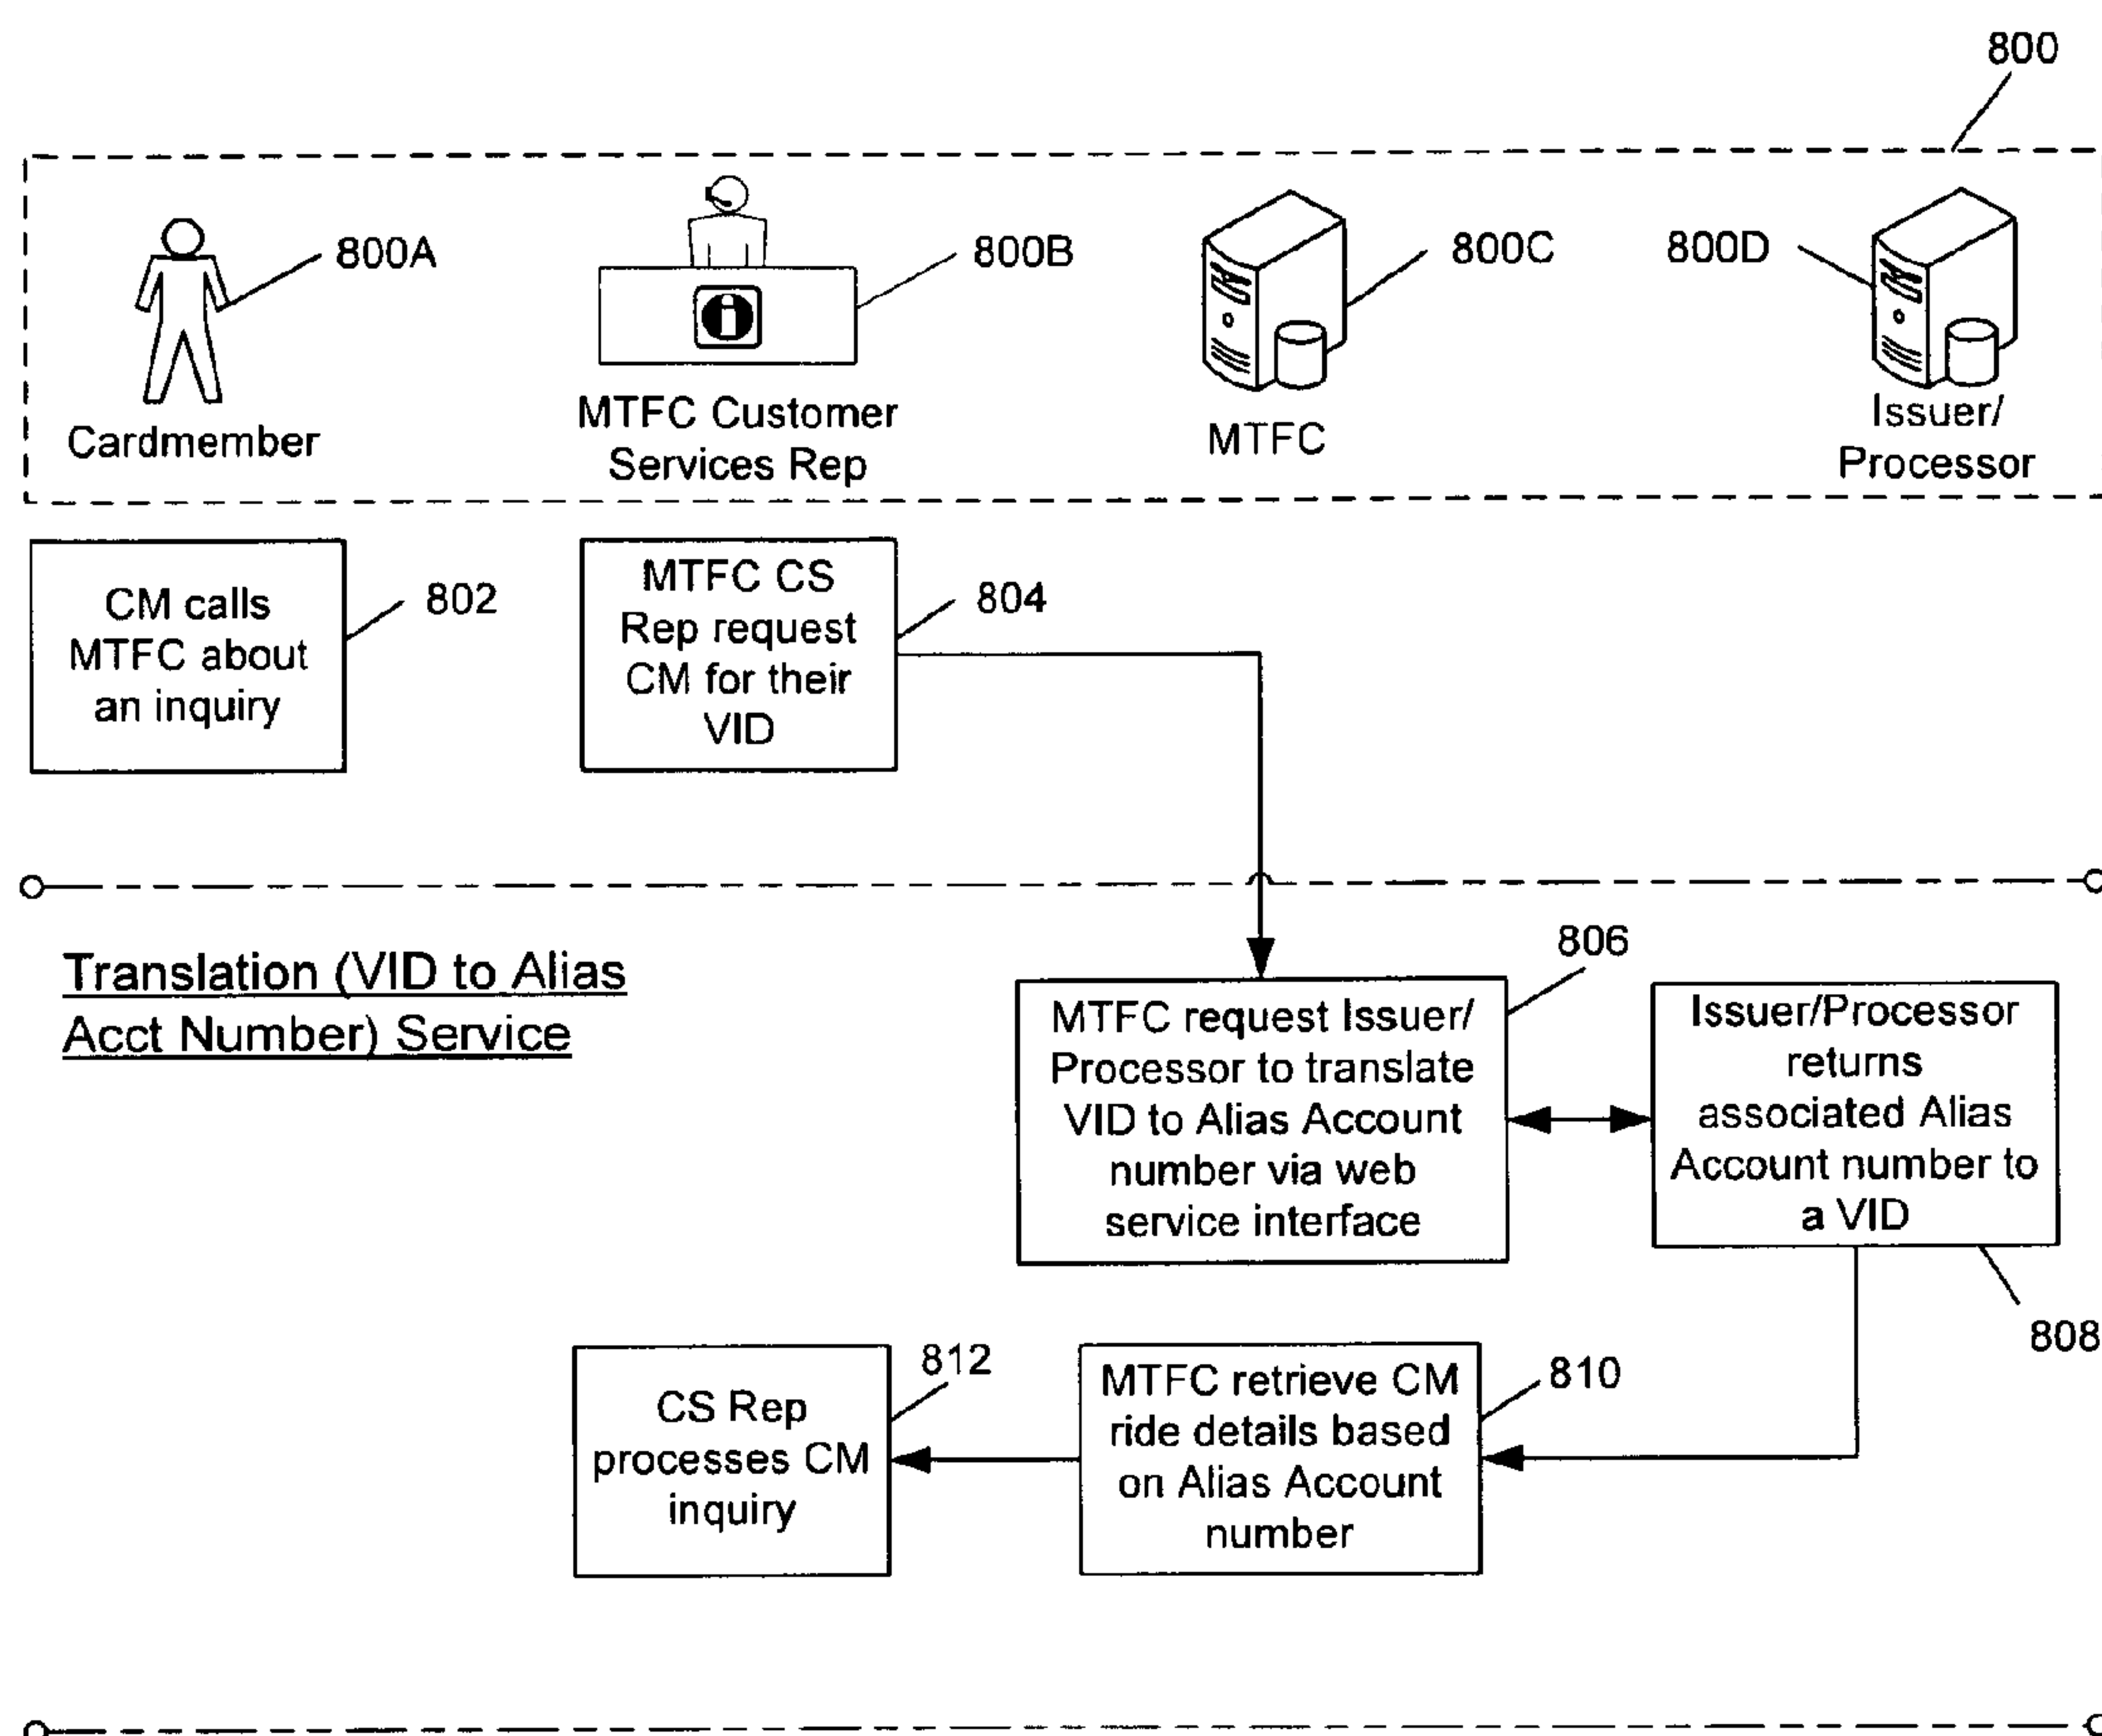 800
800A
800B
800C
800D
Cardmember
MTFC Customer
Services Rep
MTFC
Issuer/
Processor
CM calls
MTFC about
an inquiry
802
MTFC CS
Rep request
CM for their
VID
804
Translation (VID to Alias
Acct Number) Service
806
MTFC request Issuer/
Processor to translate
VID to Alias Account
number via web
service interface
Issuer/Processor
returns
associated Alias
Account number to
a VID
808
812
CS Rep
processes CM
inquiry
MTFC retrieve CM
ride details based
on Alias Account
number
810